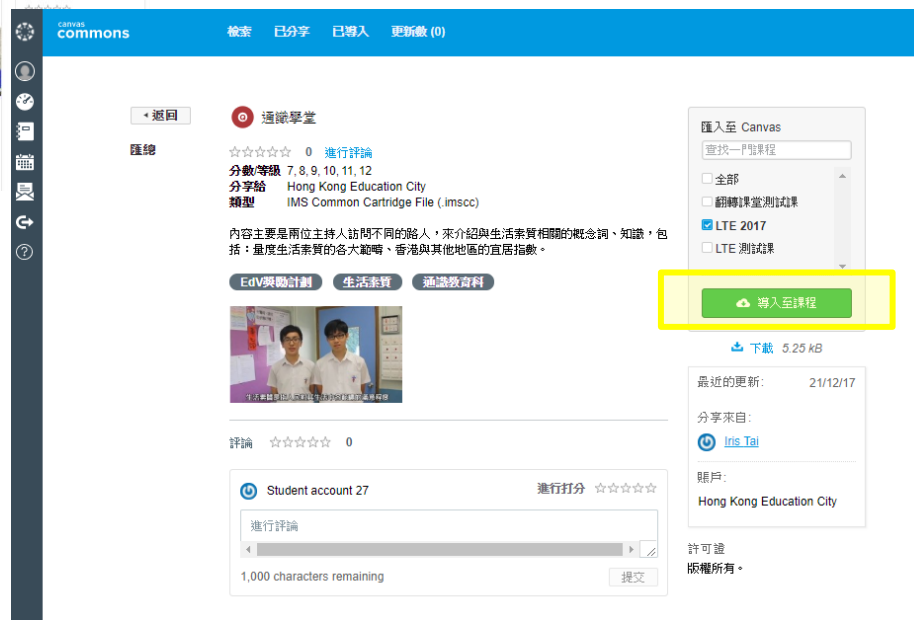 canvas
commons
檢索 已分享 已導入 更新數 (0)
返回
通識學堂
匯總
0 進行評論
分數/等級 7, 8, 9, 10, 11, 12
分享給 Hong Kong Education City
類型 IMS Common Cartridge File (.imscc)
內容主要是兩位主持人訪問不同的路人，來介紹與生活素質相關的概念詞、知識，包
括：量度生活素質的各大範疇、香港與其他地區的宜居指數。
EdV獎勵計劃 生活素質 通識教育科
評論 0
Student account 27 進行打分
進行評論
1,000 characters remaining 提交
匯入至 Canvas
查找一門課程
全部
翻轉課堂測試課
LTE 2017
LTE 測試課
導入至課程
下載 5.25 kB
最近的更新: 21/12/17
分享來自:
Iris Tai
賬戶:
Hong Kong Education City
許可證
版權所有。